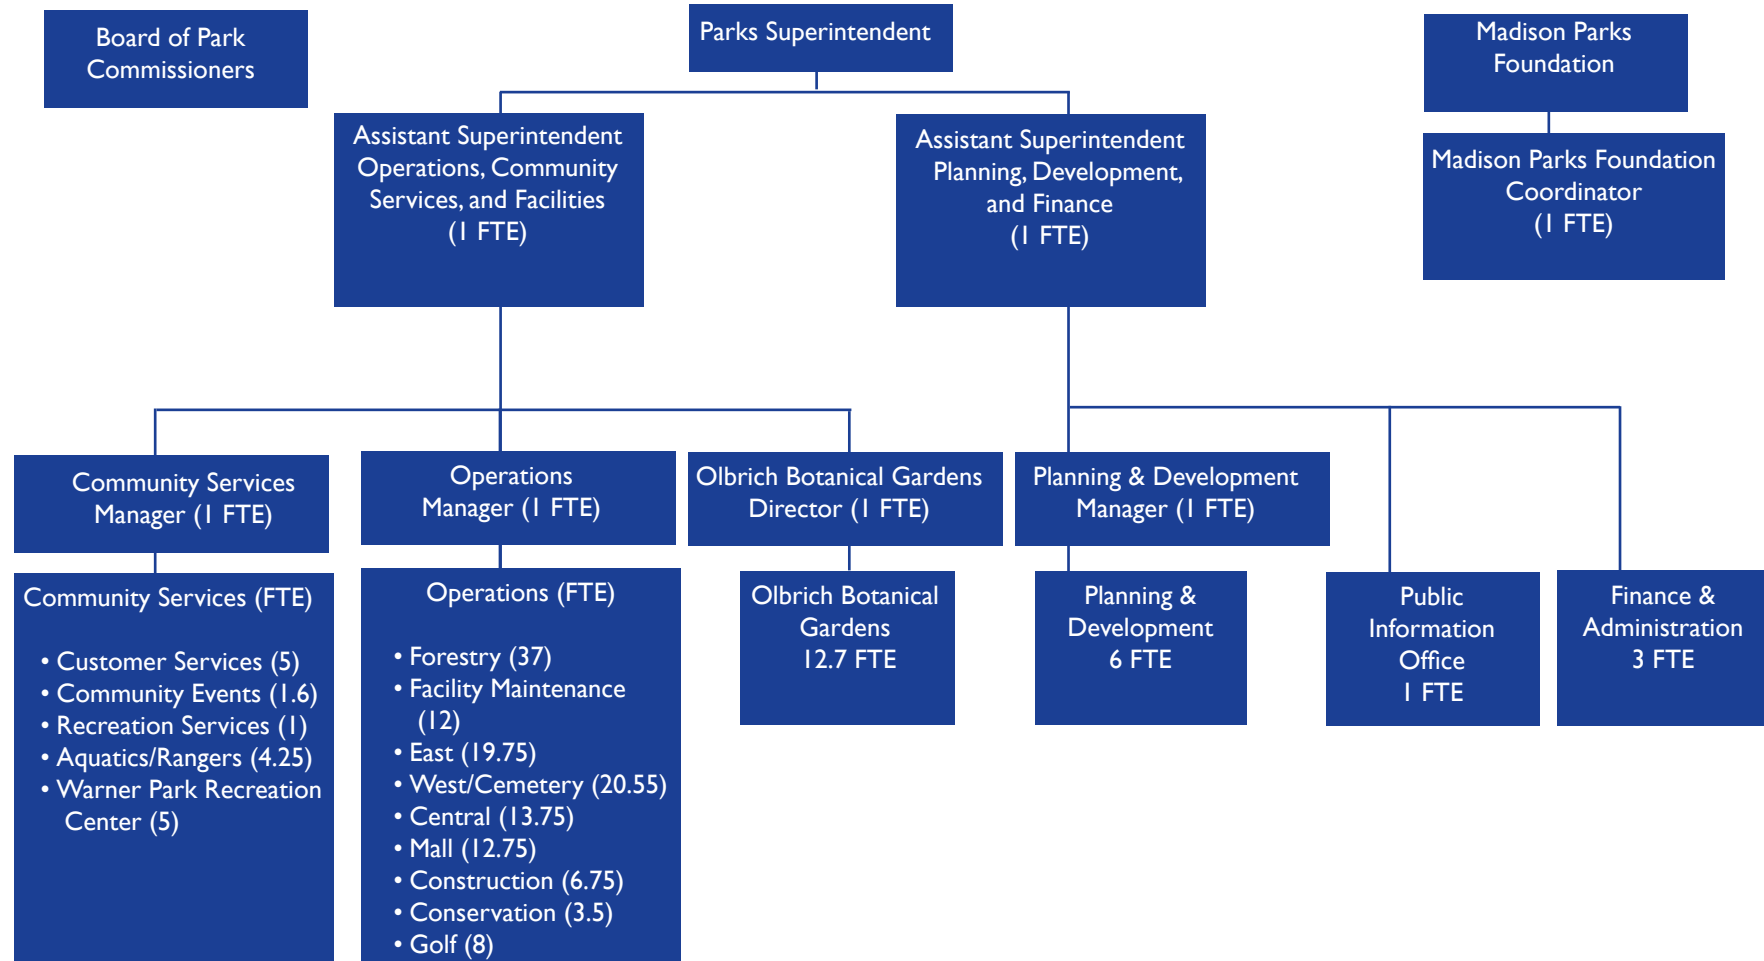 Board of Park
Commissioners
Parks Superintendent
Madison Parks
Foundation
Assistant Superintendent
Operations, Community
Services, and Facilities
(1 FTE)
Assistant Superintendent
Planning, Development,
and Finance
(1 FTE)
Madison Parks Foundation
Coordinator
(1 FTE)
Community Services
Manager (1 FTE)
Operations
Manager (1 FTE)
Olbrich Botanical Gardens
Director (1 FTE)
Planning & Development
Manager (1 FTE)
Community Services (FTE)
• Customer Services (5)
• Community Events (1.6)
• Recreation Services (1)
• Aquatics/Rangers (4.25)
• Warner Park Recreation
Center (5)
Operations (FTE)
• Forestry (37)
• Facility Maintenance
(12)
• East (19.75)
• West/Cemetery (20.55)
• Central (13.75)
• Mall (12.75)
• Construction (6.75)
• Conservation (3.5)
• Golf (8)
Olbrich Botanical
Gardens
12.7 FTE
Planning &
Development
6 FTE
Public
Information
Office
1 FTE
Finance &
Administration
3 FTE